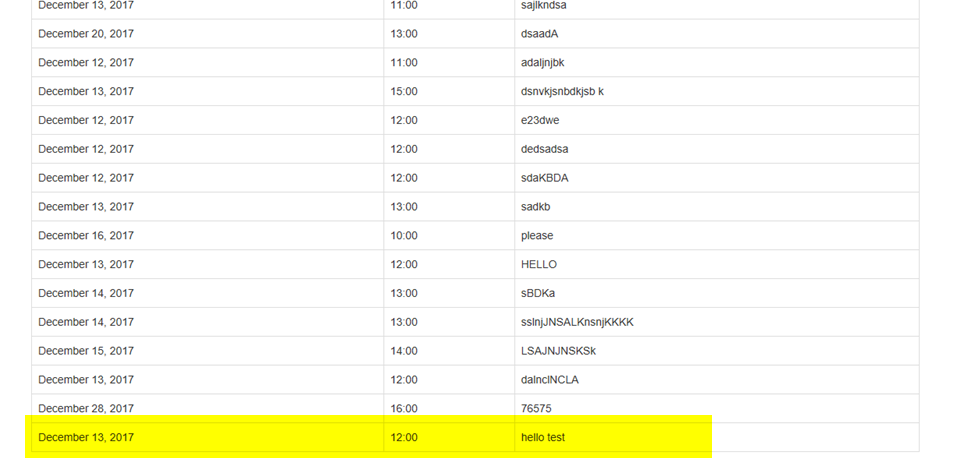 December 13, 2017 11:00 sajlkndsa
December 20, 2017 13:00 dsaadA
December 12, 2017 11:00 adaljnjbk
December 13, 2017 15:00 dsnvkjsnbdkjsb k
December 12, 2017 12:00 e23dwe
December 12, 2017 12:00 dedsadsa
December 12, 2017 12:00 sdaKBDA
December 13, 2017 13:00 sadkb
December 16, 2017 10:00 please
December 13, 2017 12:00 HELLO
December 14, 2017 13:00 sBDKa
December 14, 2017 13:00 sslnjJNSALKnsnjKKKK
December 15, 2017 14:00 LSAJNJNSKSk
December 13, 2017 12:00 dalnclNCLA
December 28, 2017 16:00 76575
December 13, 2017 12:00 hello test